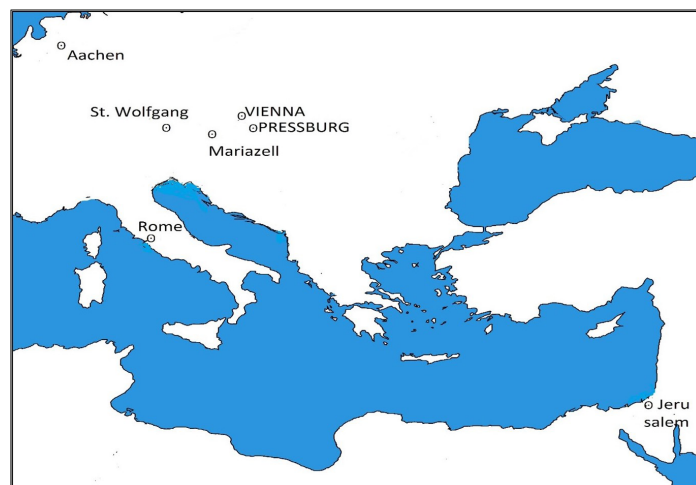 Aachen
St. Wolfgang
VIENNA
PRESSBURG
Mariazell
Rome
Jeru
salem